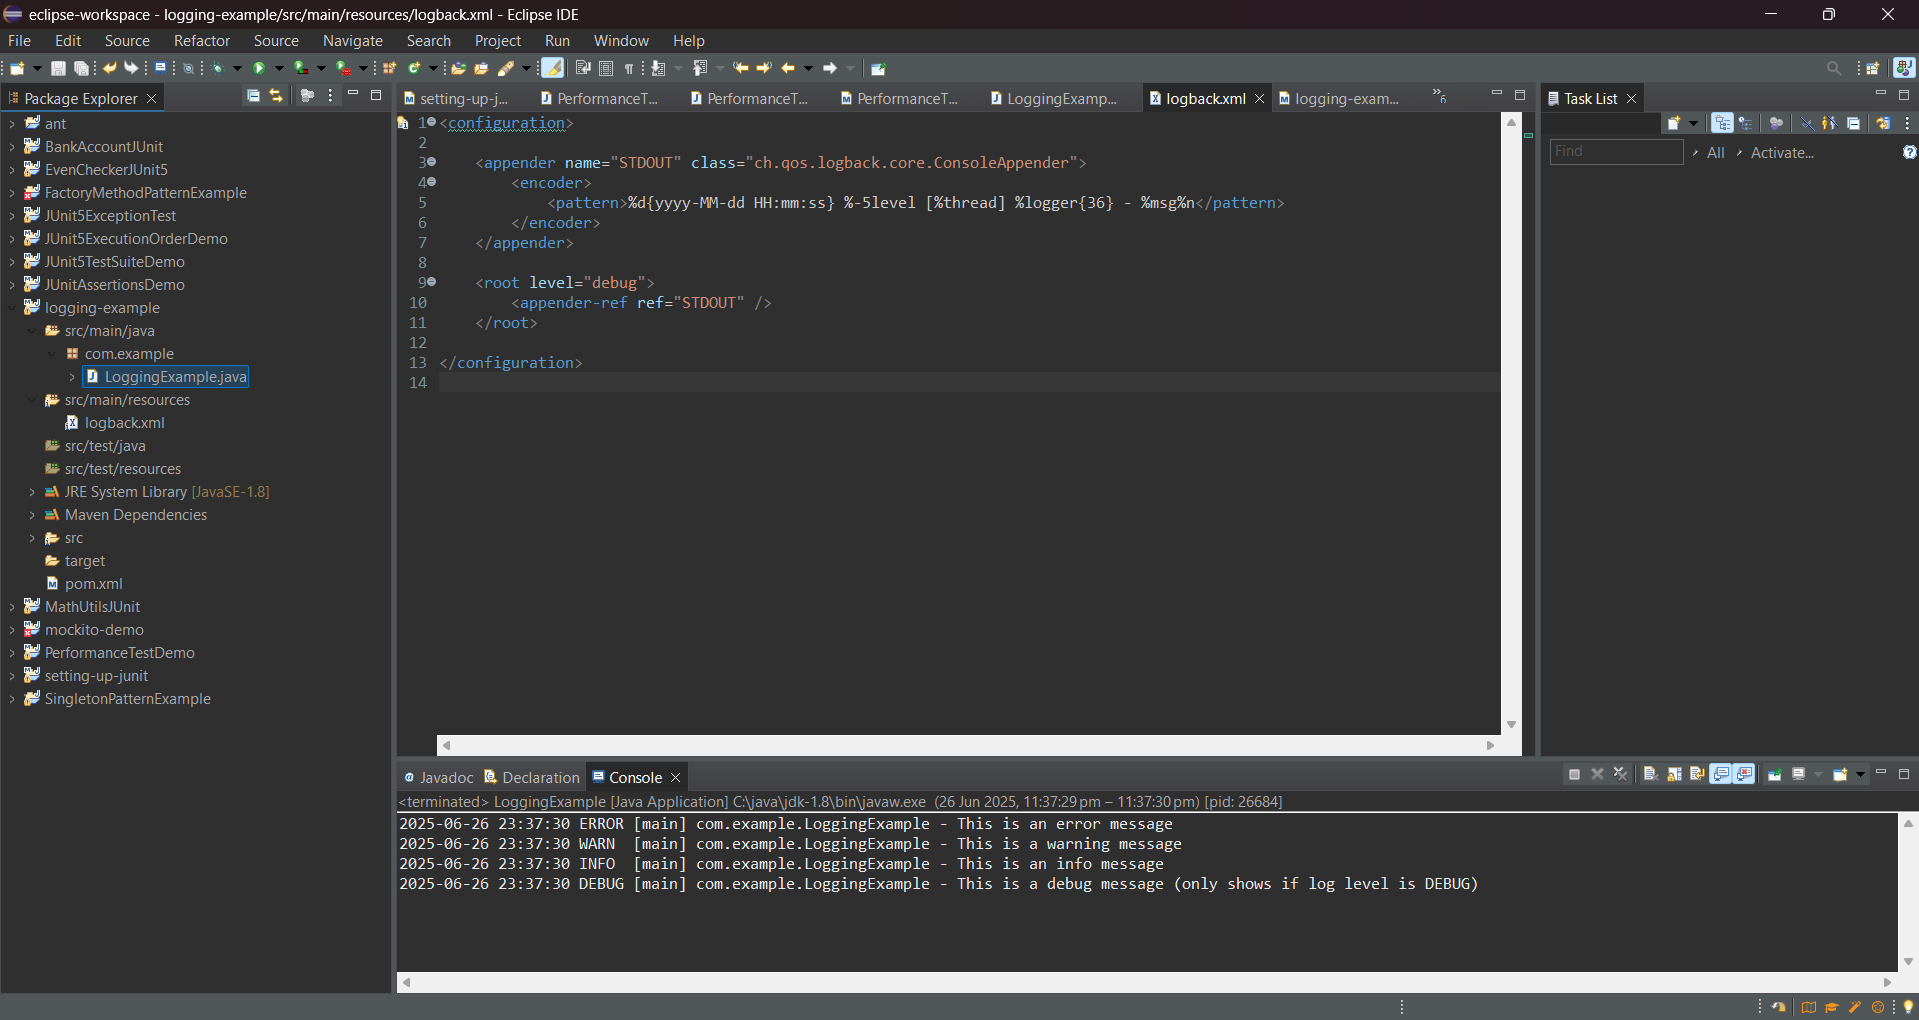 eclipse-workspace - logging-example/src/main/resources/logback.xml - Eclipse IDE
File Edit Source Refactor Source Navigate Search Project Run Window Help
Package Explorer
ant
BankAccountJUnit
EvenCheckerJUnit5
FactoryMethodPatternExample
JUnit5ExceptionTest
JUnit5ExecutionOrderDemo
JUnit5TestSuiteDemo
JUnitAssertionsDemo
logging-example
src/main/java
com.example
LoggingExample.java
src/main/resources
logback.xml
src/test/java
src/test/resources
JRE System Library [JavaSE-1.8]
Maven Dependencies
src
target
pom.xml
MathUtilsJUnit
mockito-demo
PerformanceTestDemo
setting-up-junit
SingletonPatternExample
setting-up-j... PerformanceT... PerformanceT... PerformanceT... LoggingExamp... logback.xml logging-exam... »6
1 <configuration>
2
3 <appender name="STDOUT" class="ch.qos.logback.core.ConsoleAppender">
4 <encoder>
5 <pattern>%d{yyyy-MM-dd HH:mm:ss} %-5level [%thread] %logger{36} - %msg%n</pattern>
6 </encoder>
7 </appender>
8
9 <root level="debug">
10 <appender-ref ref="STDOUT" />
11 </root>
12
13 </configuration>
14
Task List
Find All Activate...
Javadoc Declaration Console
<terminated> LoggingExample [Java Application] C:\java\jdk-1.8\bin\javaw.exe (26 Jun 2025, 11:37:29 pm – 11:37:30 pm) [pid: 26684]
2025-06-26 23:37:30 ERROR [main] com.example.LoggingExample - This is an error message
2025-06-26 23:37:30 WARN  [main] com.example.LoggingExample - This is a warning message
2025-06-26 23:37:30 INFO  [main] com.example.LoggingExample - This is an info message
2025-06-26 23:37:30 DEBUG [main] com.example.LoggingExample - This is a debug message (only shows if log level is DEBUG)